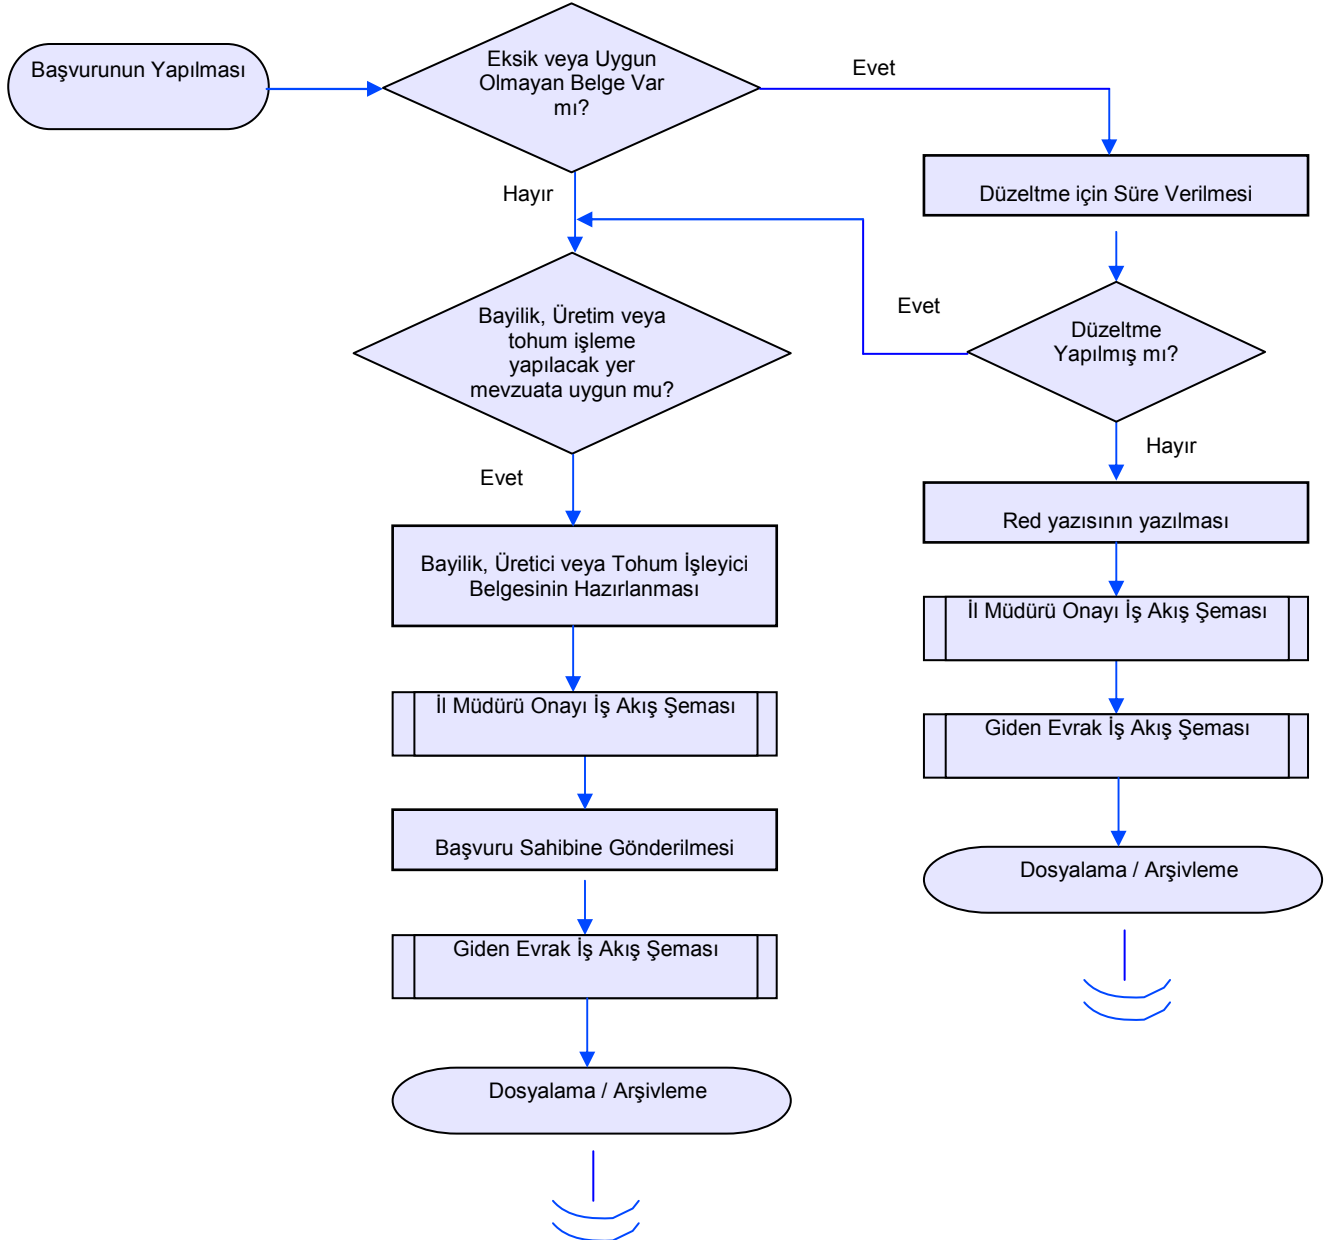 Başvurunun Yapılması
Eksik veya Uygun
Olmayan Belge Var
mı?
Evet
Düzeltme için Süre Verilmesi
Hayır
Bayilik, Üretim veya
tohum işleme
yapılacak yer
mevzuata uygun mu?
Evet
Düzeltme
Yapılmış mı?
Hayır
Evet
Red yazısının yazılması
Bayilik, Üretici veya Tohum İşleyici
Belgesinin Hazırlanması
İl Müdürü Onayı İş Akış Şeması
İl Müdürü Onayı İş Akış Şeması
Giden Evrak İş Akış Şeması
Başvuru Sahibine Gönderilmesi
Dosyalama / Arşivleme
Giden Evrak İş Akış Şeması
Dosyalama / Arşivleme